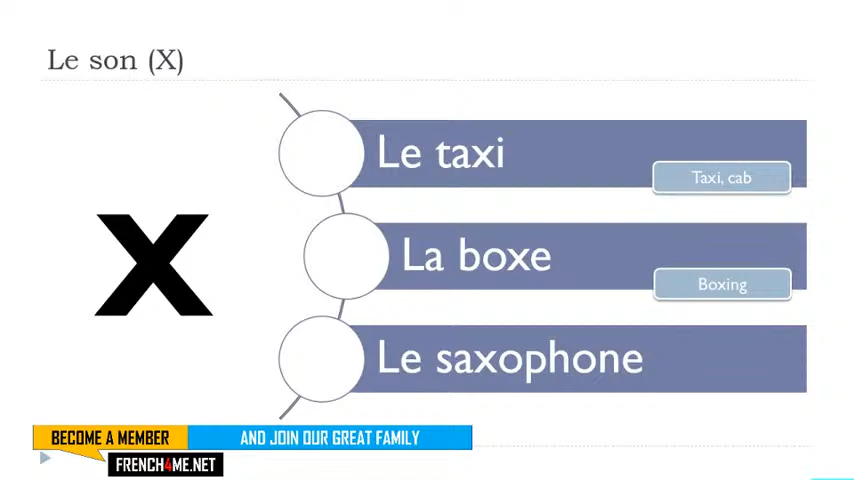 Le son (X)
x
Le taxi
Taxi, cab
La boxe
Boxing
Le saxophone
BECOME A MEMBER
AND JOIN OUR GREAT FAMILY
FRENCH4ME.NET